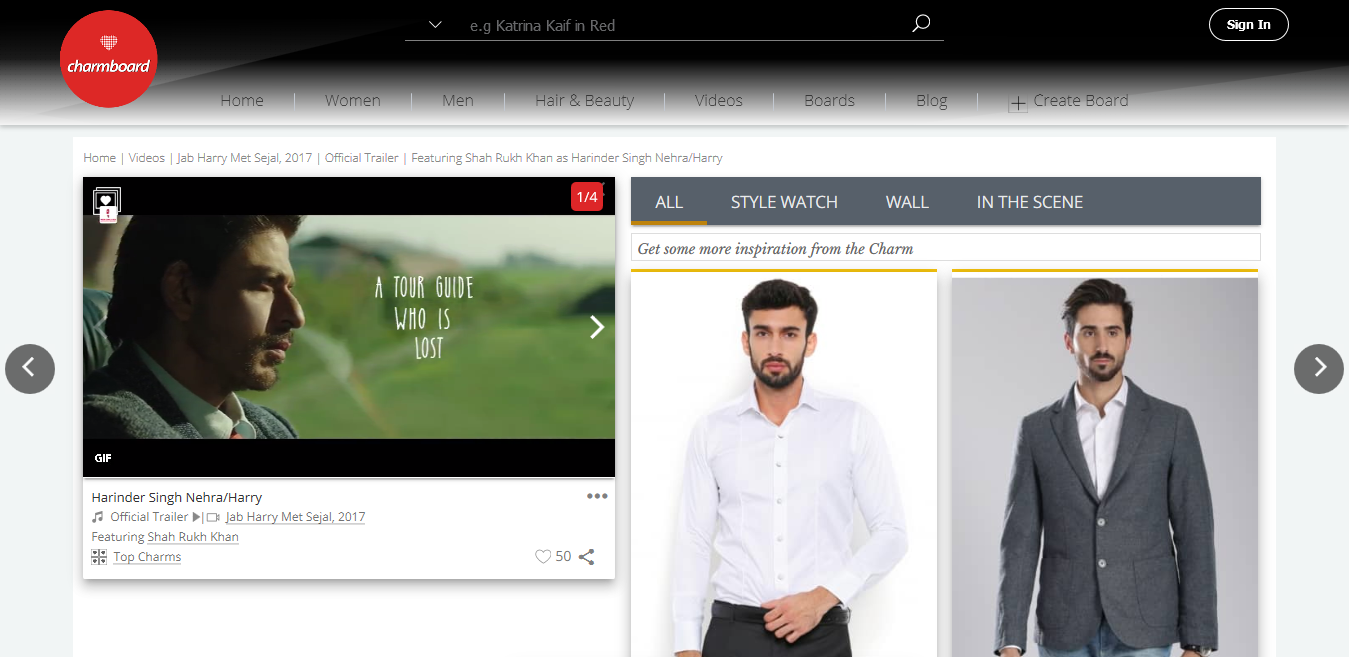 e.g Katrina Kaif in Red
Sign In
charmboard
Home
Women
Men
Hair & Beauty
Videos
Boards
Blog
Create Board
Home | Videos | Jab Harry Met Sejal, 2017 | Official Trailer | Featuring Shah Rukh Khan as Harinder Singh Nehra/Harry
1/4
A TOUR GUIDE
WHO IS
LOST
GIF
Harinder Singh Nehra/Harry
Official Trailer | Jab Harry Met Sejal, 2017
Featuring Shah Rukh Khan
Top Charms
50
ALL
STYLE WATCH
WALL
IN THE SCENE
Get some more inspiration from the Charm